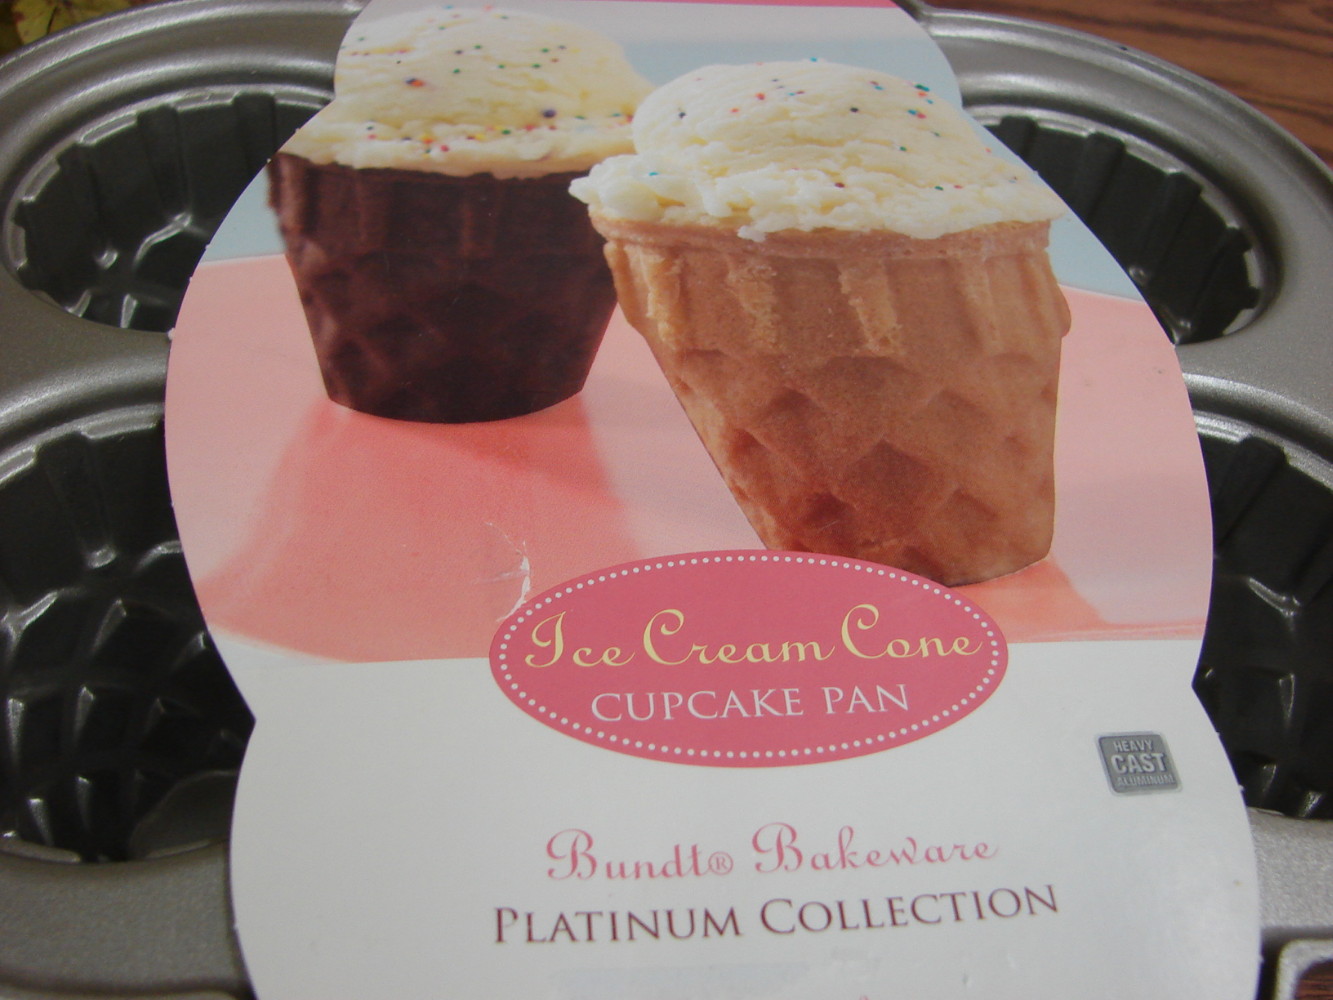 Ice Cream Cone
CUPCAKE PAN
HEAVY
CAST
ALUMINUM
Bundt® Bakeware
PLATINUM COLLECTION